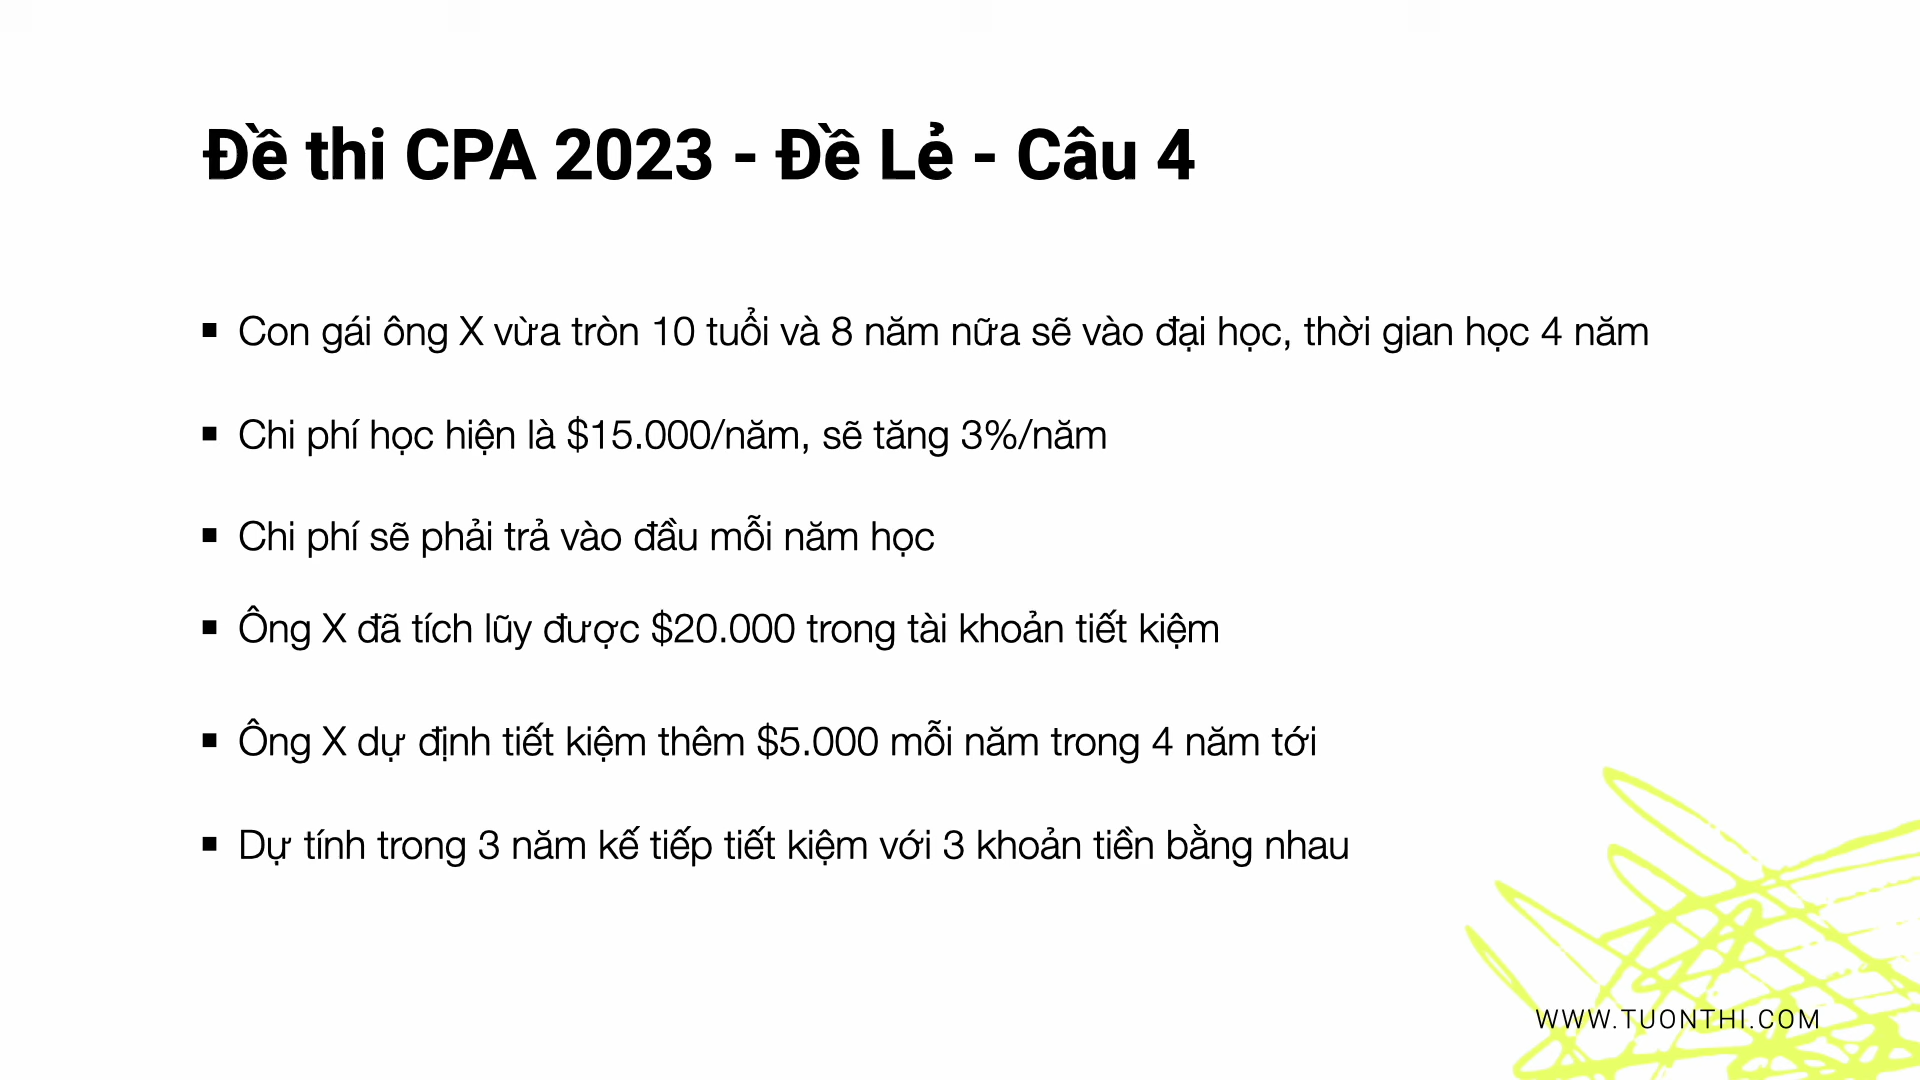 Đề thi CPA 2023 - Đề Lẻ - Câu 4
▪ Con gái ông X vừa tròn 10 tuổi và 8 năm nữa sẽ vào đại học, thời gian học 4 năm
▪ Chi phí học hiện là $15.000/năm, sẽ tăng 3%/năm
▪ Chi phí sẽ phải trả vào đầu mỗi năm học
▪ Ông X đã tích lũy được $20.000 trong tài khoản tiết kiệm
▪ Ông X dự định tiết kiệm thêm $5.000 mỗi năm trong 4 năm tới
▪ Dự tính trong 3 năm kế tiếp tiết kiệm với 3 khoản tiền bằng nhau
WWW.TUONTHI.COM